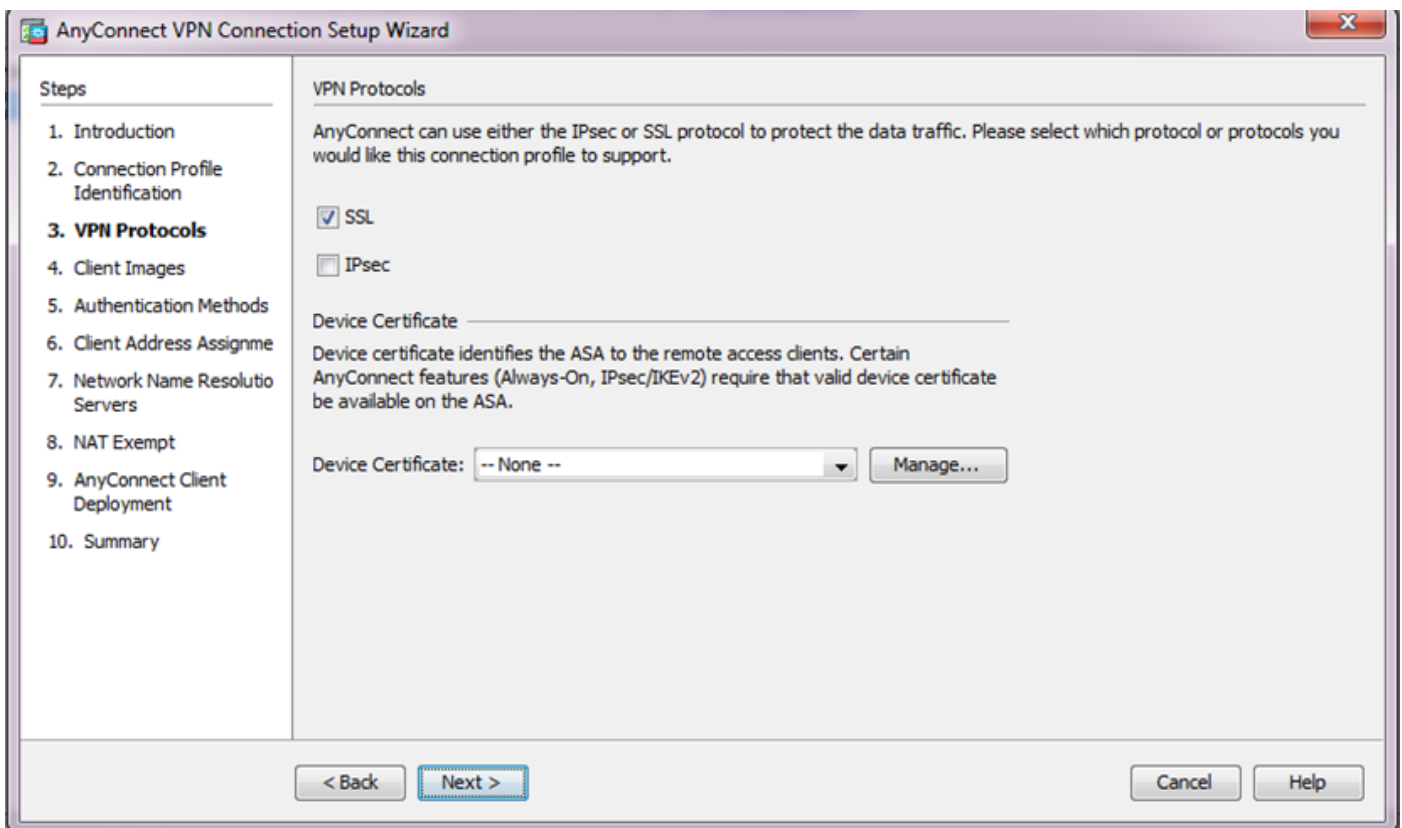 AnyConnect VPN Connection Setup Wizard
Steps
1. Introduction
2. Connection Profile
Identification
3. VPN Protocols
4. Client Images
5. Authentication Methods
6. Client Address Assignme
7. Network Name Resolutio
Servers
8. NAT Exempt
9. AnyConnect Client
Deployment
10. Summary
VPN Protocols
AnyConnect can use either the IPsec or SSL protocol to protect the data traffic. Please select which protocol or protocols you
would like this connection profile to support.
SSL
IPsec
Device Certificate
Device certificate identifies the ASA to the remote access clients. Certain
AnyConnect features (Always-On, IPsec/IKEv2) require that valid device certificate
be available on the ASA.
Device Certificate: -- None -- Manage...
< Back Next > Cancel Help